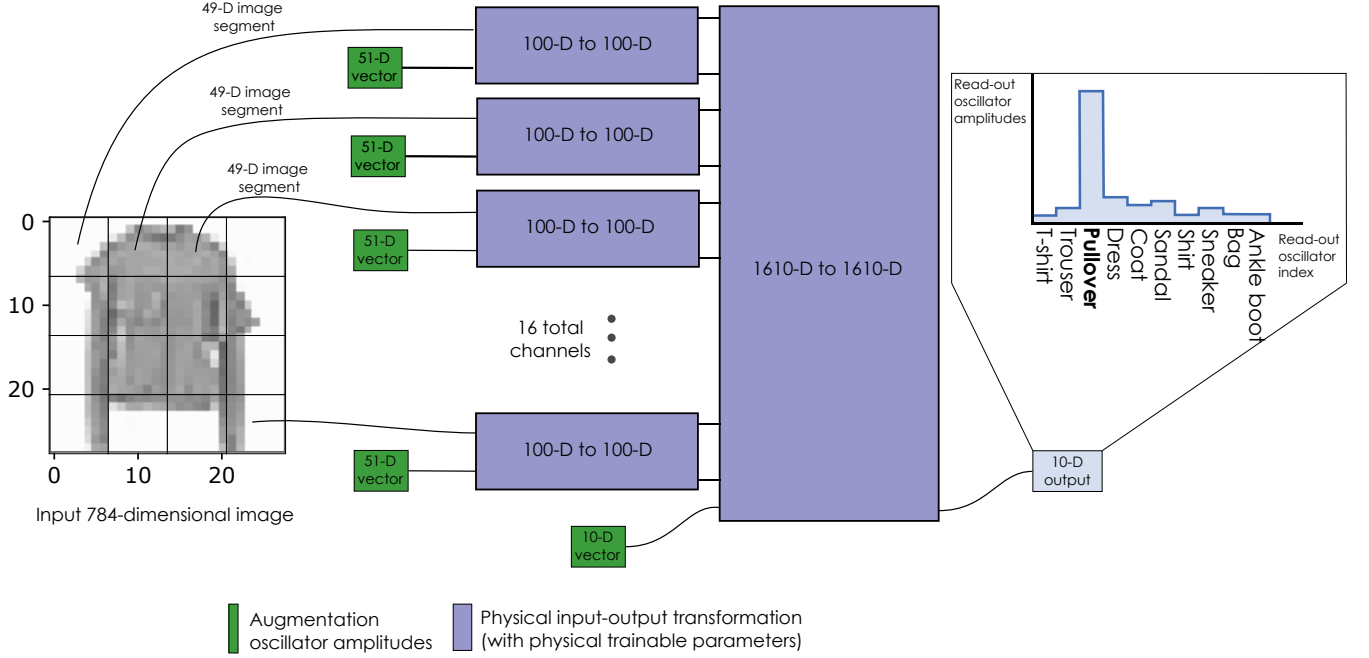 49-D image
segment
51-D
vector
100-D to 100-D
49-D image
segment
51-D
vector
100-D to 100-D
49-D image
segment
51-D
vector
100-D to 100-D
16 total
channels
51-D
vector
100-D to 100-D
10-D
vector
1610-D to 1610-D
0
10
20
0
10
20
Input 784-dimensional image
Read-out
oscillator
amplitudes
T-shirt
Trouser
Pullover
Dress
Coat
Sandal
Shirt
Sneaker
Bag
Ankle boot
Read-out
oscillator
index
10-D
output
Augmentation
oscillator amplitudes
Physical input-output transformation
(with physical trainable parameters)